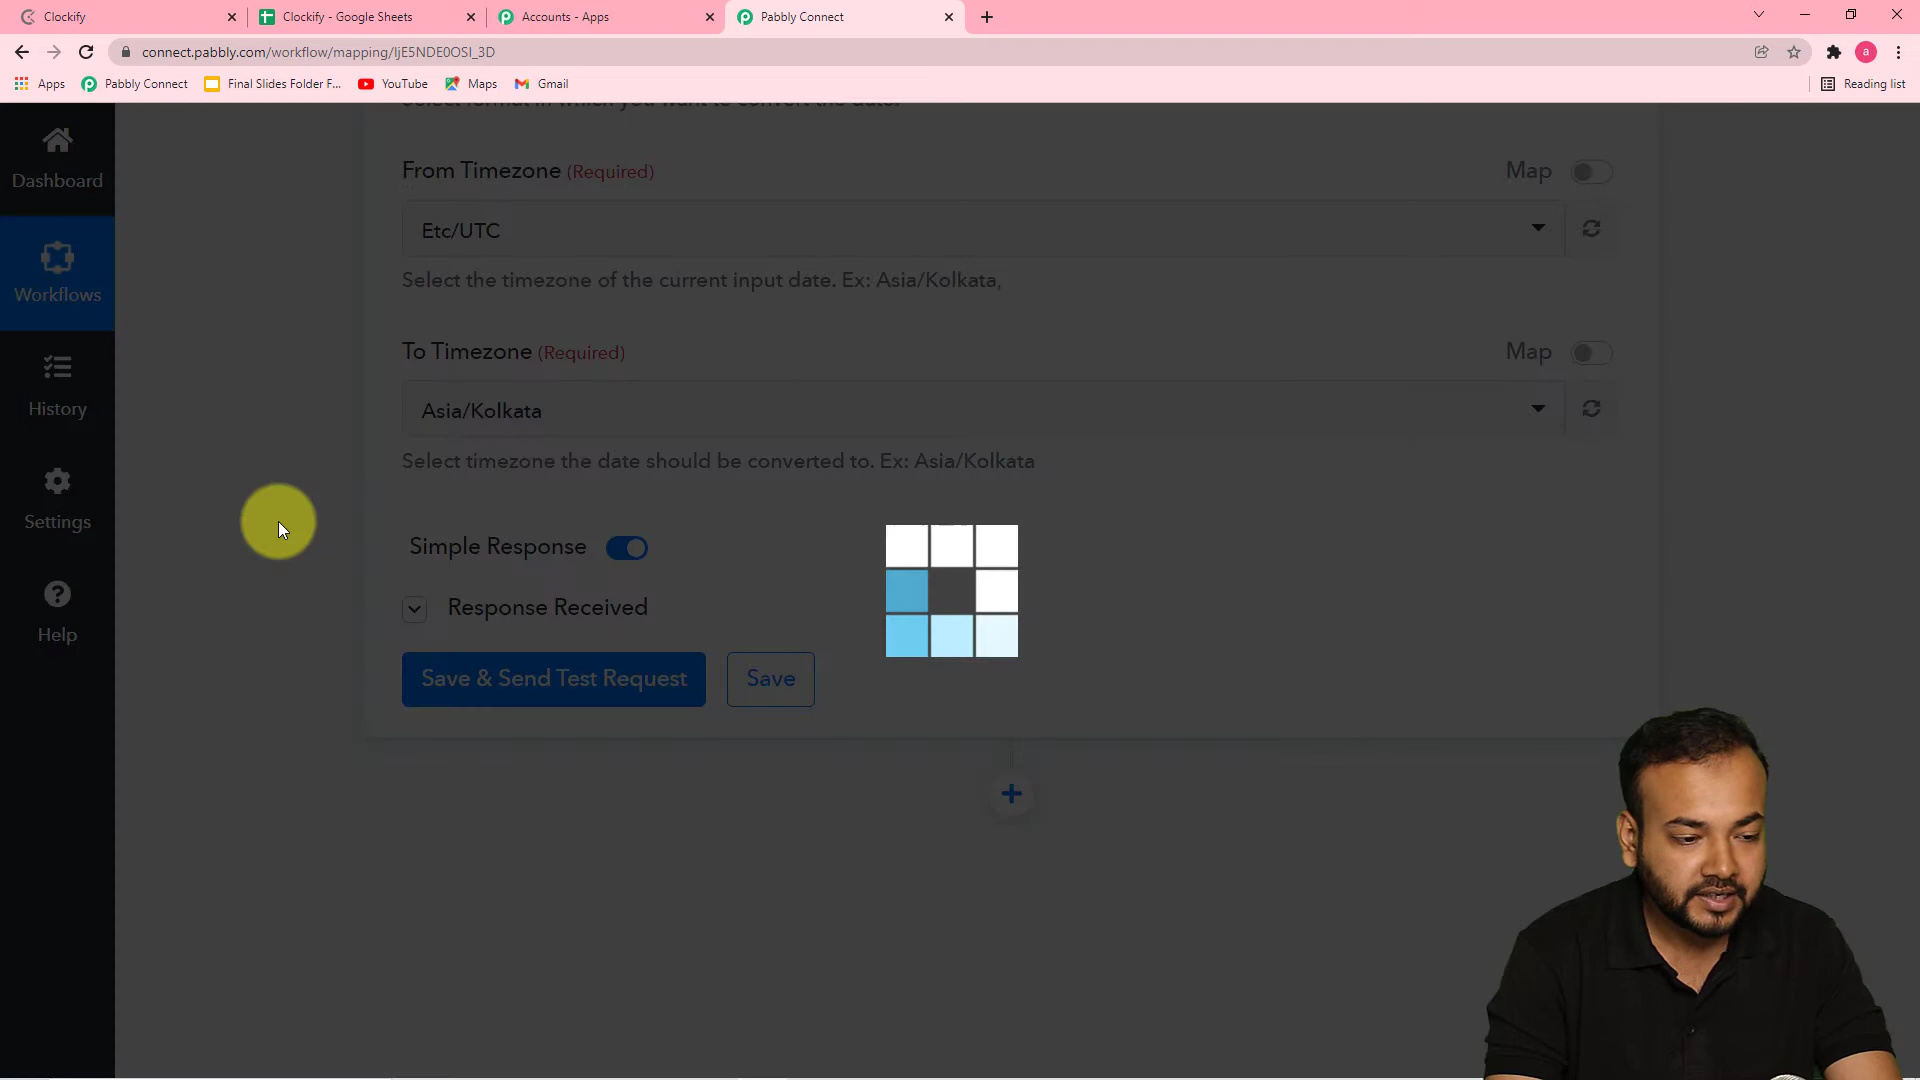 Clockify
Clockify - Google Sheets
Accounts - Apps
Pabbly Connect
connect.pabbly.com/workflow/mapping/IjE5NDE0OSI_3D
a
Apps
Pabbly Connect
Final Slides Folder F...
YouTube
Maps
Gmail
Reading list
Select format in which you want to convert the date.
Dashboard
Workflows
History
Settings
Help
From Timezone (Required)
Map
Etc/UTC
Select the timezone of the current input date. Ex: Asia/Kolkata,
To Timezone (Required)
Map
Asia/Kolkata
Select timezone the date should be converted to. Ex: Asia/Kolkata
Simple Response
Response Received
Save & Send Test Request
Save